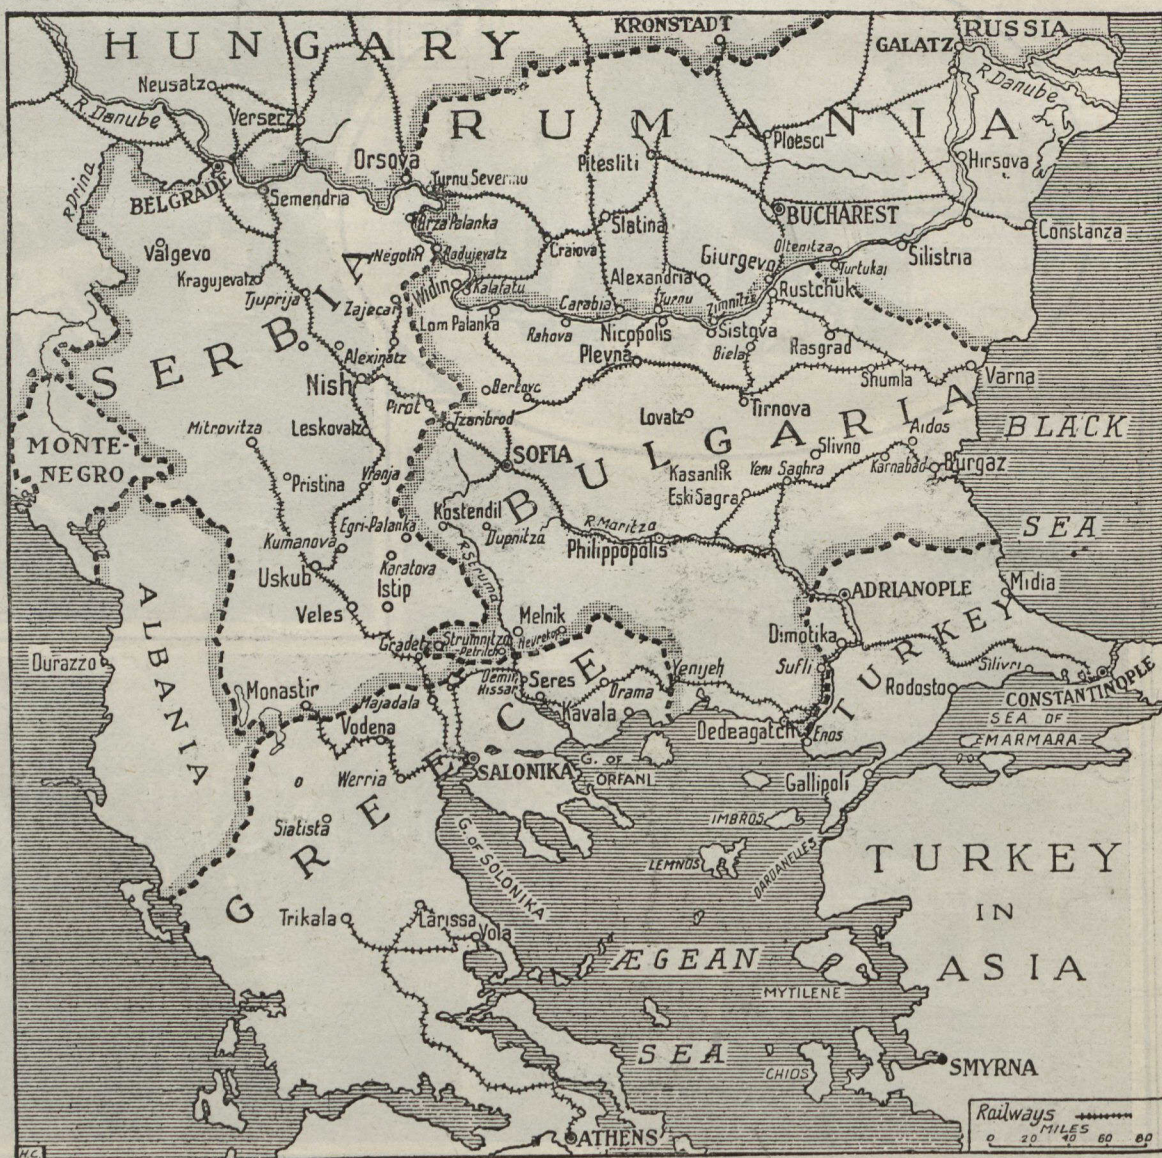 HUNGARY
KRONSTADT
RUSSIA
GALATZ
R. Danube
Neusatz
R. Danube
Versecz
RUMANIA
Ploesci
Hirsova
R. Drina
BELGRADE
Semendria
Orsova
Turnu Severinu
Pitesliti
BUCHAREST
Constanza
Valgevo
Brza Palanka
Slatina
Craiova
Oltenitza
Silistria
Negotin
Radujevatz
Giurgevo
Turtukai
Kragujevatz
Widin
Kalafatu
Alexandria
Rustchuk
Tjuprija
Zajecar
Carabia
Turnu
Zimnitza
Lom Palanka
Rahova
Nicopolis
Sistova
SERBIA
Alexinatz
Plevna
Biela
Rasgrad
Nish
Shumla
Varna
Pirot
Bertovc
Tirnova
Lovatz
Mitrovitza
Leskovatz
Tzaribrod
Aidos
BLACK
MONTE-
NEGRO
SOFIA
BULGARIA
Slivno
Pristina
Vranja
Kasanlik
Yeni Saghra
Karnabad
Burgaz
Eski Sagra
Kostendil
Dupnitza
R. Maritza
SEA
Egri-Palanka
Kumanova
Philippopolis
Karatova
R. Struma
Uskub
Istip
ADRIANOPLE
Midia
ALBANIA
Veles
Melnik
Nevrekop
Gradet
Strumnitza
Petritch
Dimotika
TURKEY
Durazzo
Demir
Hissar
Seres
Drama
Yenijeh
Sufli
Silivri
Monastir
Majadala
Rodosto
CONSTANTINOPLE
Vodena
Kavala
Dedeagatch
Enos
SEA OF
MARMARA
Werria
SALONIKA
G. OF
ORFANI
Gallipoli
GREECE
Siatista
G. OF SOLONIKA
IMBROS
LEMNOS
DARDANELLES
TURKEY
IN
ASIA
Trikala
Larissa
Vola
ÆGEAN
MYTILENE
SEA
CHIOS
SMYRNA
ATHENS
Railways
MILES
0 20 40 60 80
H.C.